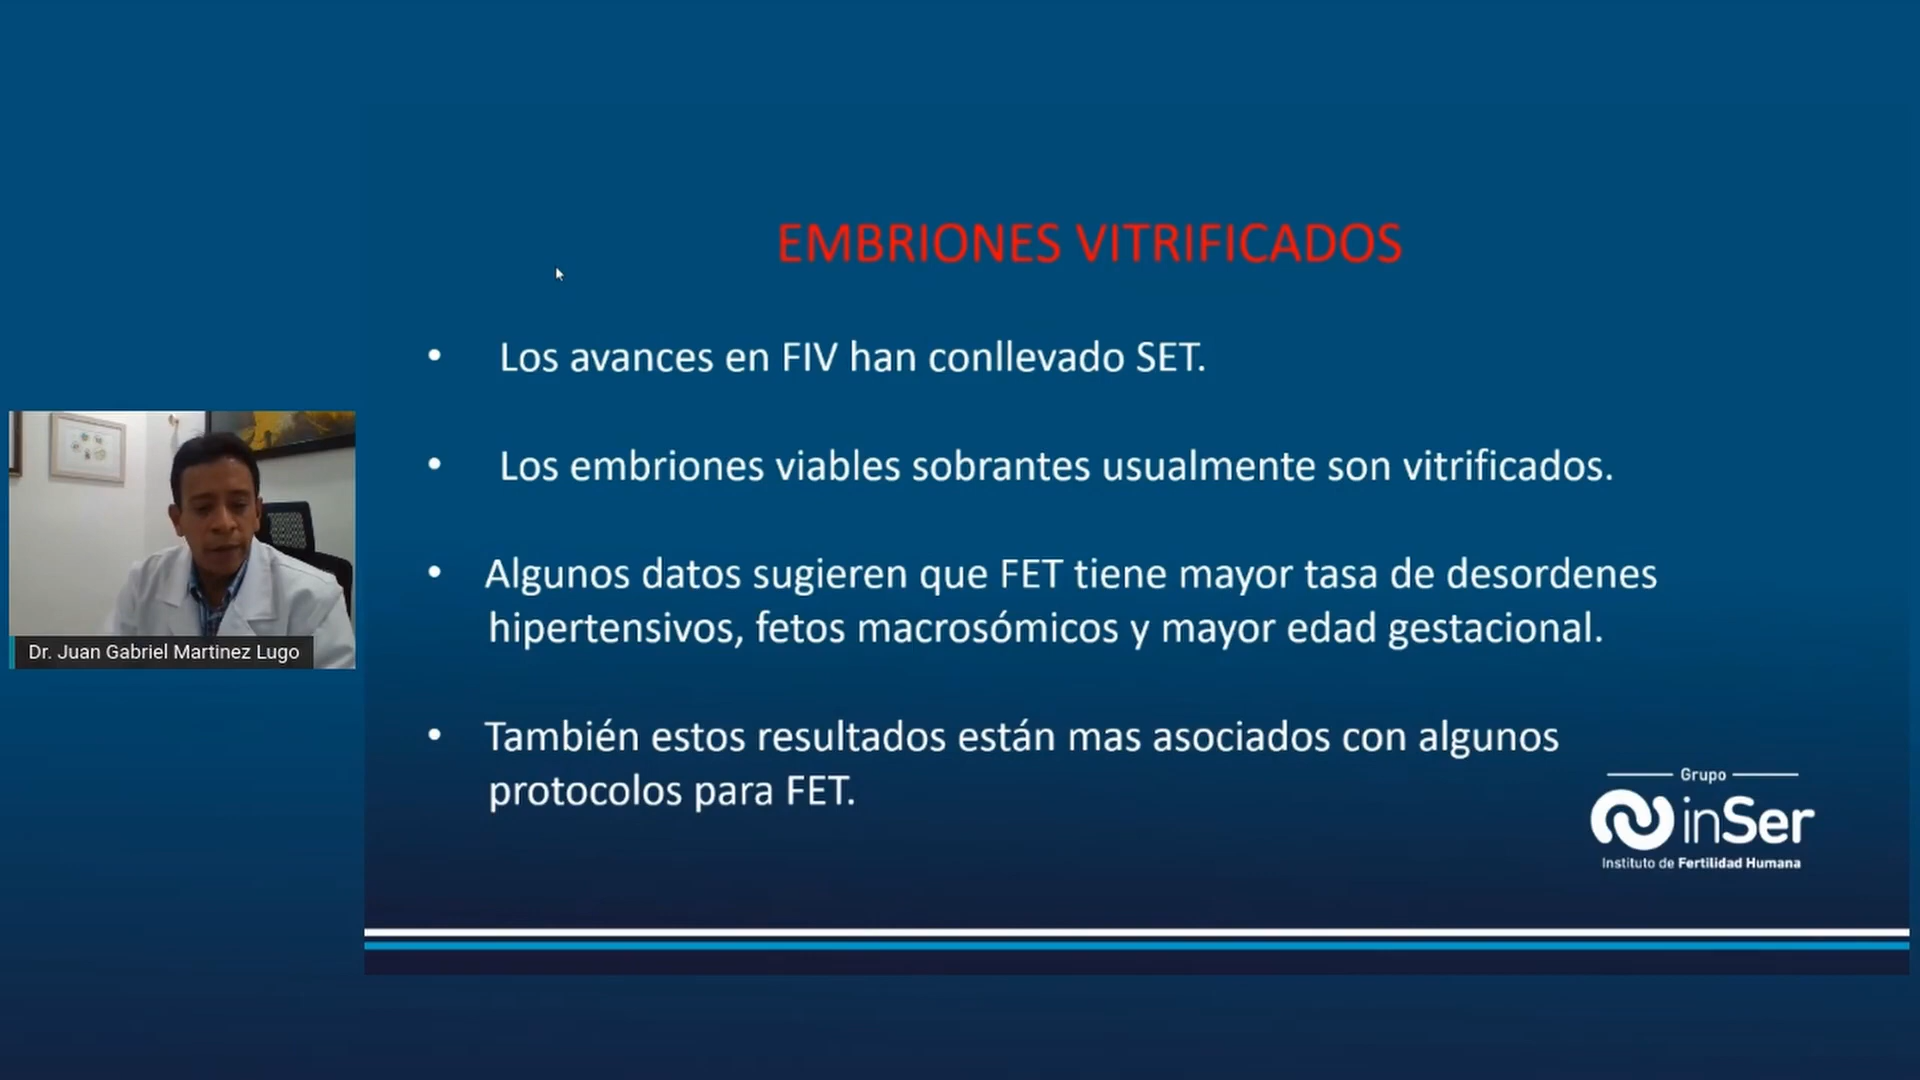 EMBRIONES VITRIFICADOS
• Los avances en FIV han conllevado SET.
• Los embriones viables sobrantes usualmente son vitrificados.
• Algunos datos sugieren que FET tiene mayor tasa de desordenes
hipertensivos, fetos macrosómicos y mayor edad gestacional.
• También estos resultados están mas asociados con algunos
protocolos para FET.
Dr. Juan Gabriel Martinez Lugo
Grupo
inSer
Instituto de Fertilidad Humana